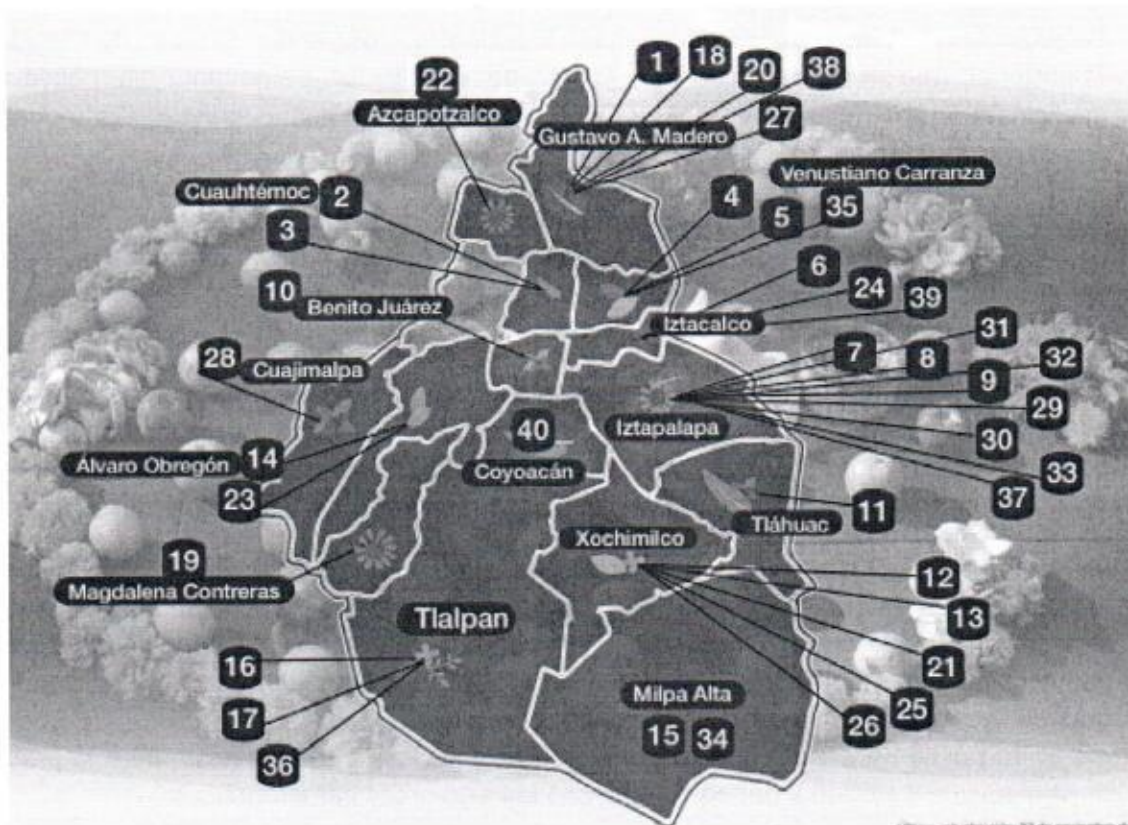 1 18 20 38
22
Azcapotzalco
Gustavo A. Madero 27
Venustiano Carranza
Cuauhtémoc 2
4 5 35
3
6
10 Benito Juárez
24 39
Iztacalco
31
7 8 32
28 Cuajimalpa
9 29
Iztapalapa 30
40
Coyoacán
Álvaro Obregón 14
33
23
37
11
Tláhuac
Xochimilco
19
Magdalena Contreras
12
13
Tlalpan
21
16
Milpa Alta
25
17
15 34
26
36